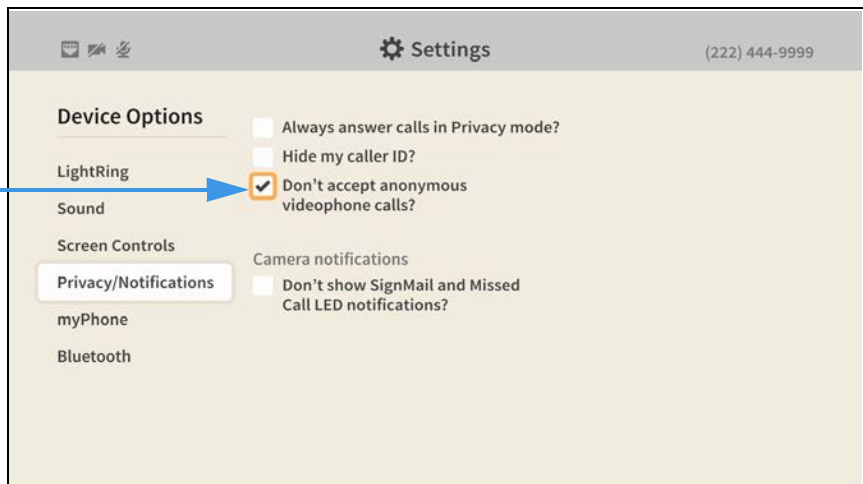 Settings
(222) 444-9999
Device Options
LightRing
Sound
Screen Controls
Privacy/Notifications
myPhone
Bluetooth
Always answer calls in Privacy mode?
Hide my caller ID?
Don't accept anonymous
videophone calls?
Camera notifications
Don't show SignMail and Missed
Call LED notifications?